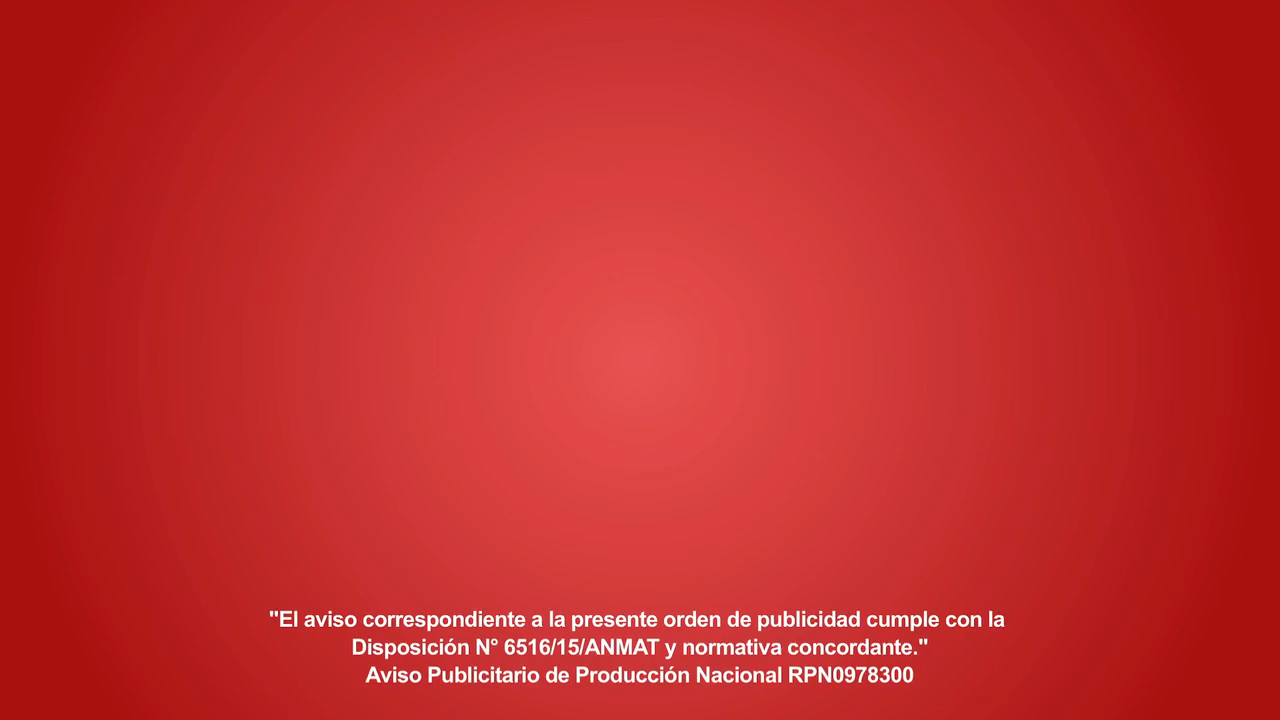 "El aviso correspondiente a la presente orden de publicidad cumple con la
Disposición N° 6516/15/ANMAT y normativa concordante."
Aviso Publicitario de Producción Nacional RPN0978300